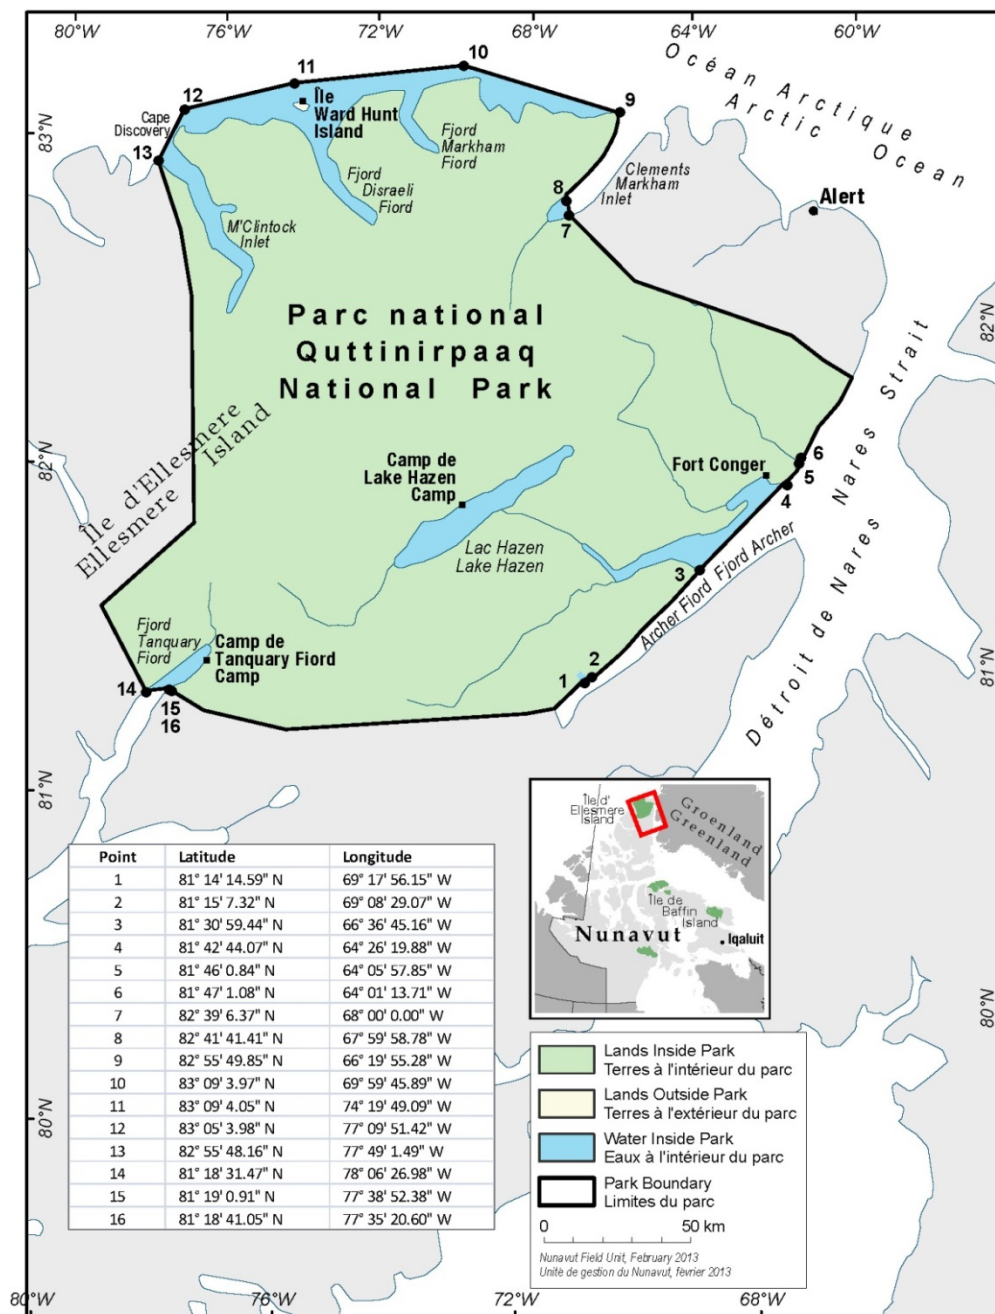 80°W
76°W
72°W
68°W
64°W
60°W
Océan Arctique
Arctic Ocean
10
11
12
9
Île
Ward Hunt
Island
Cape
Discovery
83°N
13
Fjord
Markham
Fiord
Fjord
Disraeli
Fiord
Clements
Markham
Inlet
8
7
Alert
M'Clintock
Inlet
Parc national
Quttinirpaaq
National Park
82°N
Île d'Ellesmere
Ellesmere Island
82°N
Camp de
Lake Hazen
Camp
Fort Conger
6
5
4
Nares Strait
Détroit de Nares
Lac Hazen
Lake Hazen
3
Archer Fiord Fjord Archer
Fjord
Tanquary
Fiord
Camp de
Tanquary Fiord
Camp
2
1
14
15
16
81°N
81°N
Île d'
Ellesmere
Island
Groenland
Greenland
Île de
Baffin
Island
Nunavut
Iqaluit
Point Latitude Longitude
1 81° 14' 14.59" N 69° 17' 56.15" W
2 81° 15' 7.32" N 69° 08' 29.07" W
3 81° 30' 59.44" N 66° 36' 45.16" W
4 81° 42' 44.07" N 64° 26' 19.88" W
5 81° 46' 0.84" N 64° 05' 57.85" W
6 81° 47' 1.08" N 64° 01' 13.71" W
7 82° 39' 6.37" N 68° 00' 0.00" W
8 82° 41' 41.41" N 67° 59' 58.78" W
9 82° 55' 49.85" N 66° 19' 55.28" W
10 83° 09' 3.97" N 69° 59' 45.89" W
11 83° 09' 4.05" N 74° 19' 49.09" W
12 83° 05' 3.98" N 77° 09' 51.42" W
13 82° 55' 48.16" N 77° 49' 1.49" W
14 81° 18' 31.47" N 78° 06' 26.98" W
15 81° 19' 0.91" N 77° 38' 52.38" W
16 81° 18' 41.05" N 77° 35' 20.60" W
80°N
80°N
Lands Inside Park
Terres à l'intérieur du parc
Lands Outside Park
Terres à l'extérieur du parc
Water Inside Park
Eaux à l'intérieur du parc
Park Boundary
Limites du parc
0 50 km
Nunavut Field Unit, February 2013
Unité de gestion du Nunavut, février 2013
80°W
76°W
72°W
68°W